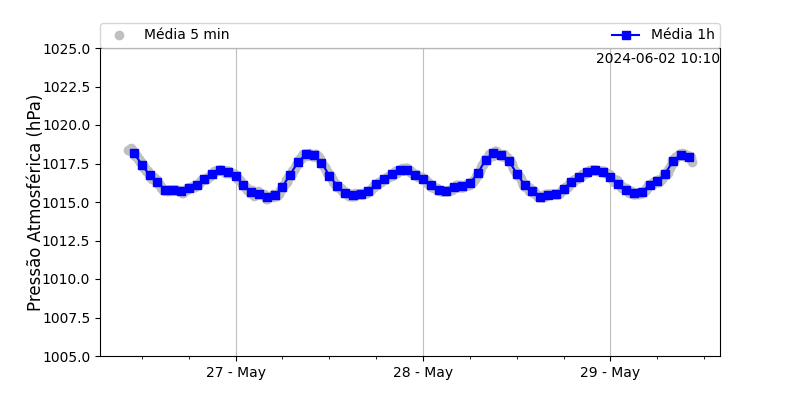 Média 5 min
Média 1h
2024-06-02 10:10
Pressão Atmosférica (hPa)
1025.0
1022.5
1020.0
1017.5
1015.0
1012.5
1010.0
1007.5
1005.0
27 - May
28 - May
29 - May